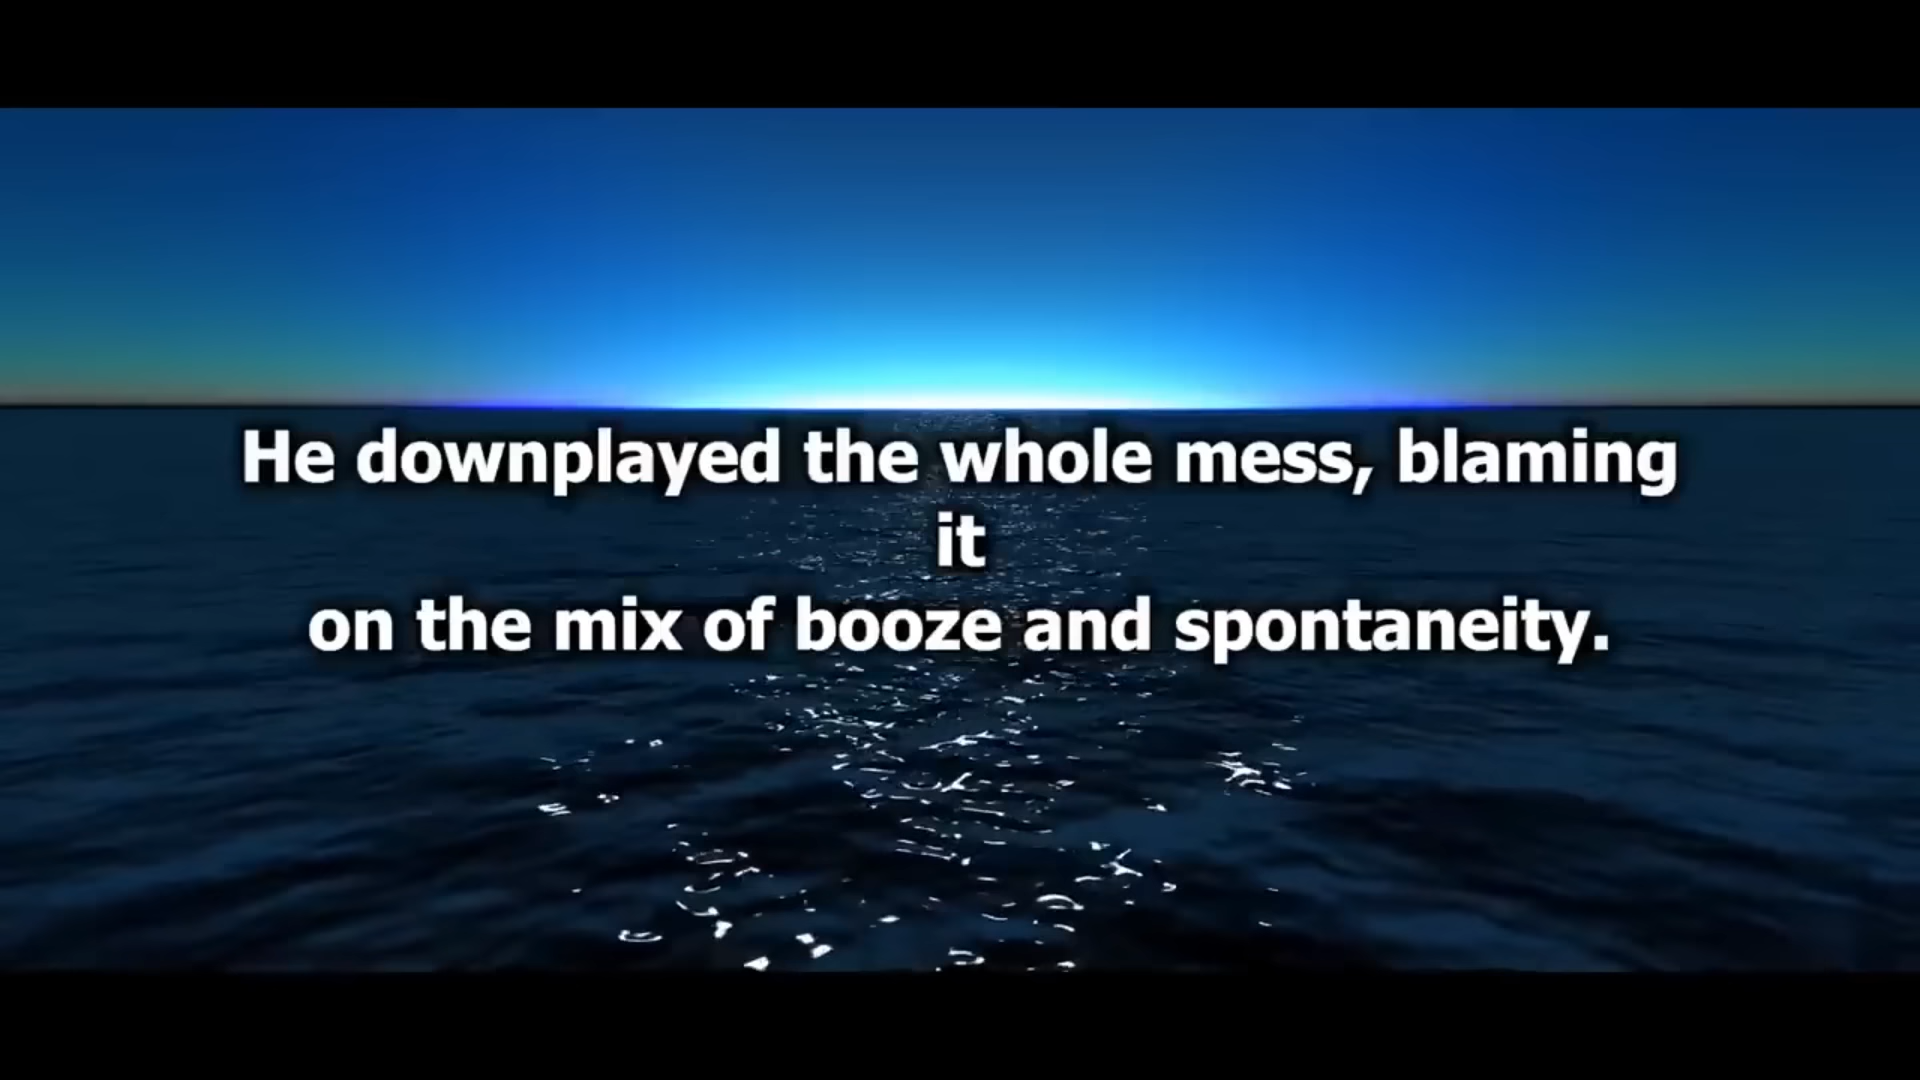 He downplayed the whole mess, blaming
it
on the mix of booze and spontaneity.